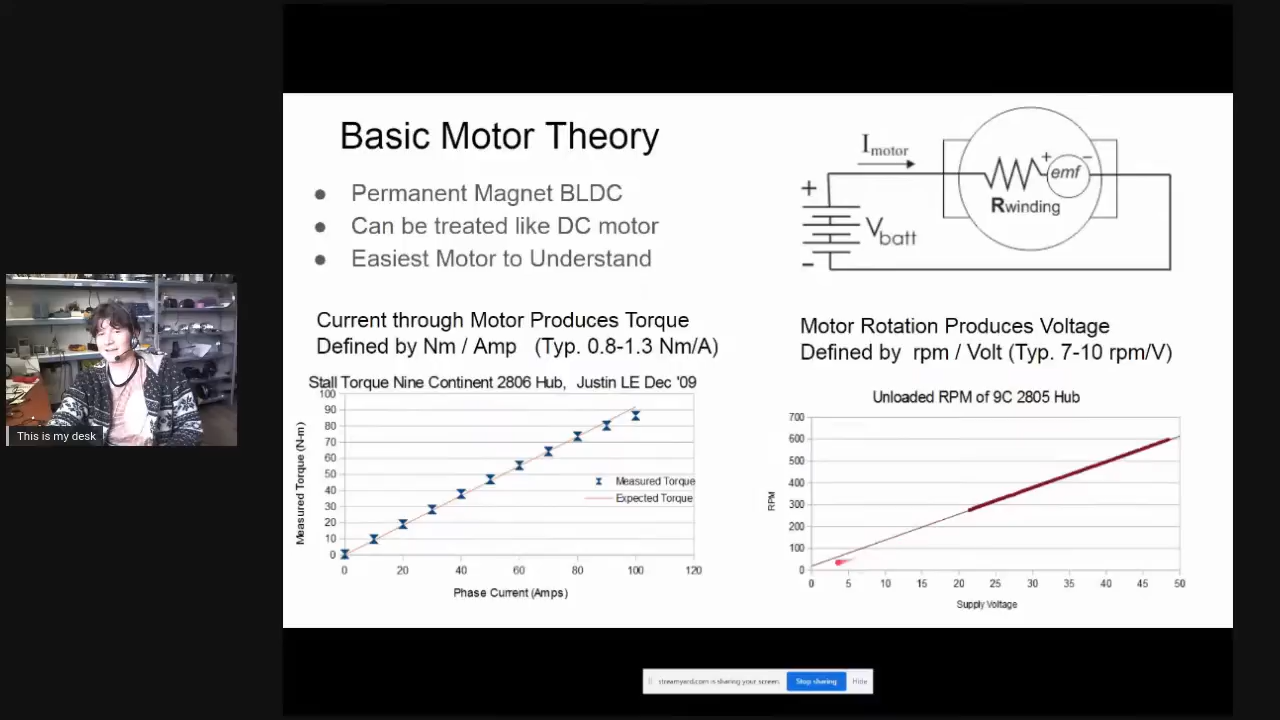 Basic Motor Theory
● Permanent Magnet BLDC
● Can be treated like DC motor
● Easiest Motor to Understand
Imotor
+
+
−
emf
Rwinding
Vbatt
-
Current through Motor Produces Torque
Defined by Nm / Amp (Typ. 0.8-1.3 Nm/A)
Stall Torque Nine Continent 2806 Hub, Justin LE Dec '09
100
90
80
70
60
50
40
30
20
10
0
Measured Torque (N-m)
Measured Torque
Expected Torque
0 20 40 60 80 100 120
Phase Current (Amps)
Motor Rotation Produces Voltage
Defined by rpm / Volt (Typ. 7-10 rpm/V)
Unloaded RPM of 9C 2805 Hub
700
600
500
400
300
200
100
0
RPM
0 5 10 15 20 25 30 35 40 45 50
Supply Voltage
This is my desk
streamyard.com is sharing your screen.
Stop sharing
Hide